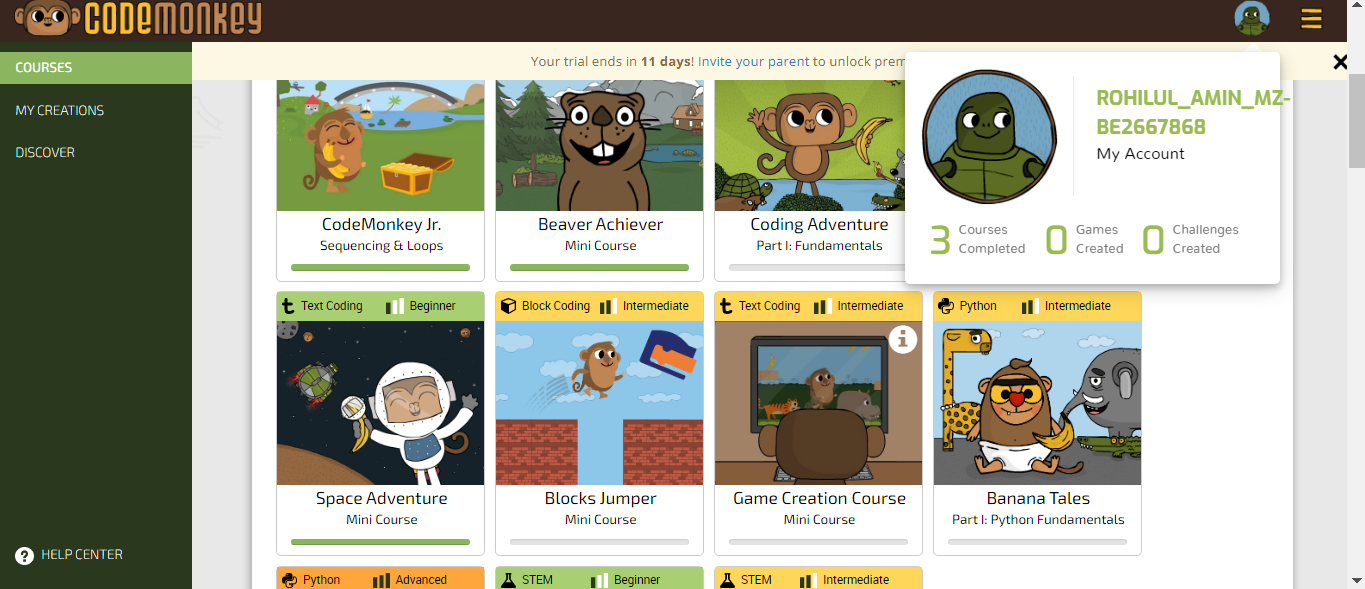 CODEMONKEY
COURSES
MY CREATIONS
DISCOVER
HELP CENTER
Your trial ends in 11 days! Invite your parent to unlock prem
ROHILUL_AMIN_MZ-
BE2667868
My Account
3 Courses Completed
0 Games Created
0 Challenges Created
CodeMonkey Jr.
Sequencing & Loops
Beaver Achiever
Mini Course
Coding Adventure
Part I: Fundamentals
Text Coding Beginner
Space Adventure
Mini Course
Block Coding Intermediate
Blocks Jumper
Mini Course
Text Coding Intermediate
Game Creation Course
Mini Course
Python Intermediate
Banana Tales
Part I: Python Fundamentals
Python Advanced
STEM Beginner
STEM Intermediate